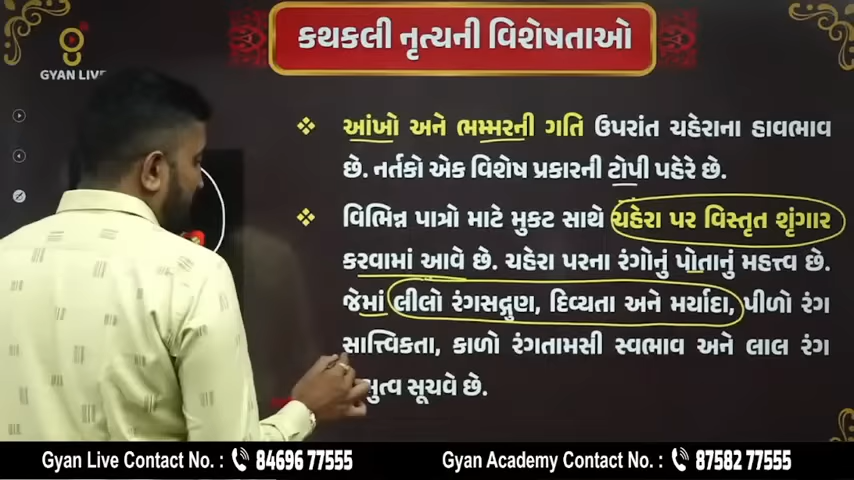 કથકલી નૃત્યની વિશેષતાઓ
GYAN LIVE
આંખો અને ભમ્મરની ગતિ ઉપરાંત ચહેરાના હાવભાવ
છે. નર્તકો એક વિશેષ પ્રકારની ટોપી પહેરે છે.
વિભિન્ન પાત્રો માટે મુકટ સાથે ચહેરા પર વિસ્તૃત શૃંગાર
કરવામાં આવે છે. ચહેરા પરના રંગોનું પોતાનું મહત્ત્વ છે.
જેમાં લીલો રંગસદ્ગુણ, દિવ્યતા અને મર્યાદા, પીળો રંગ
સાત્ત્વિકતા, કાળો રંગતામસી સ્વભાવ અને લાલ રંગ
સૂચવે છે.
Gyan Live Contact No. : 84696 77555
Gyan Academy Contact No. : 87582 77555